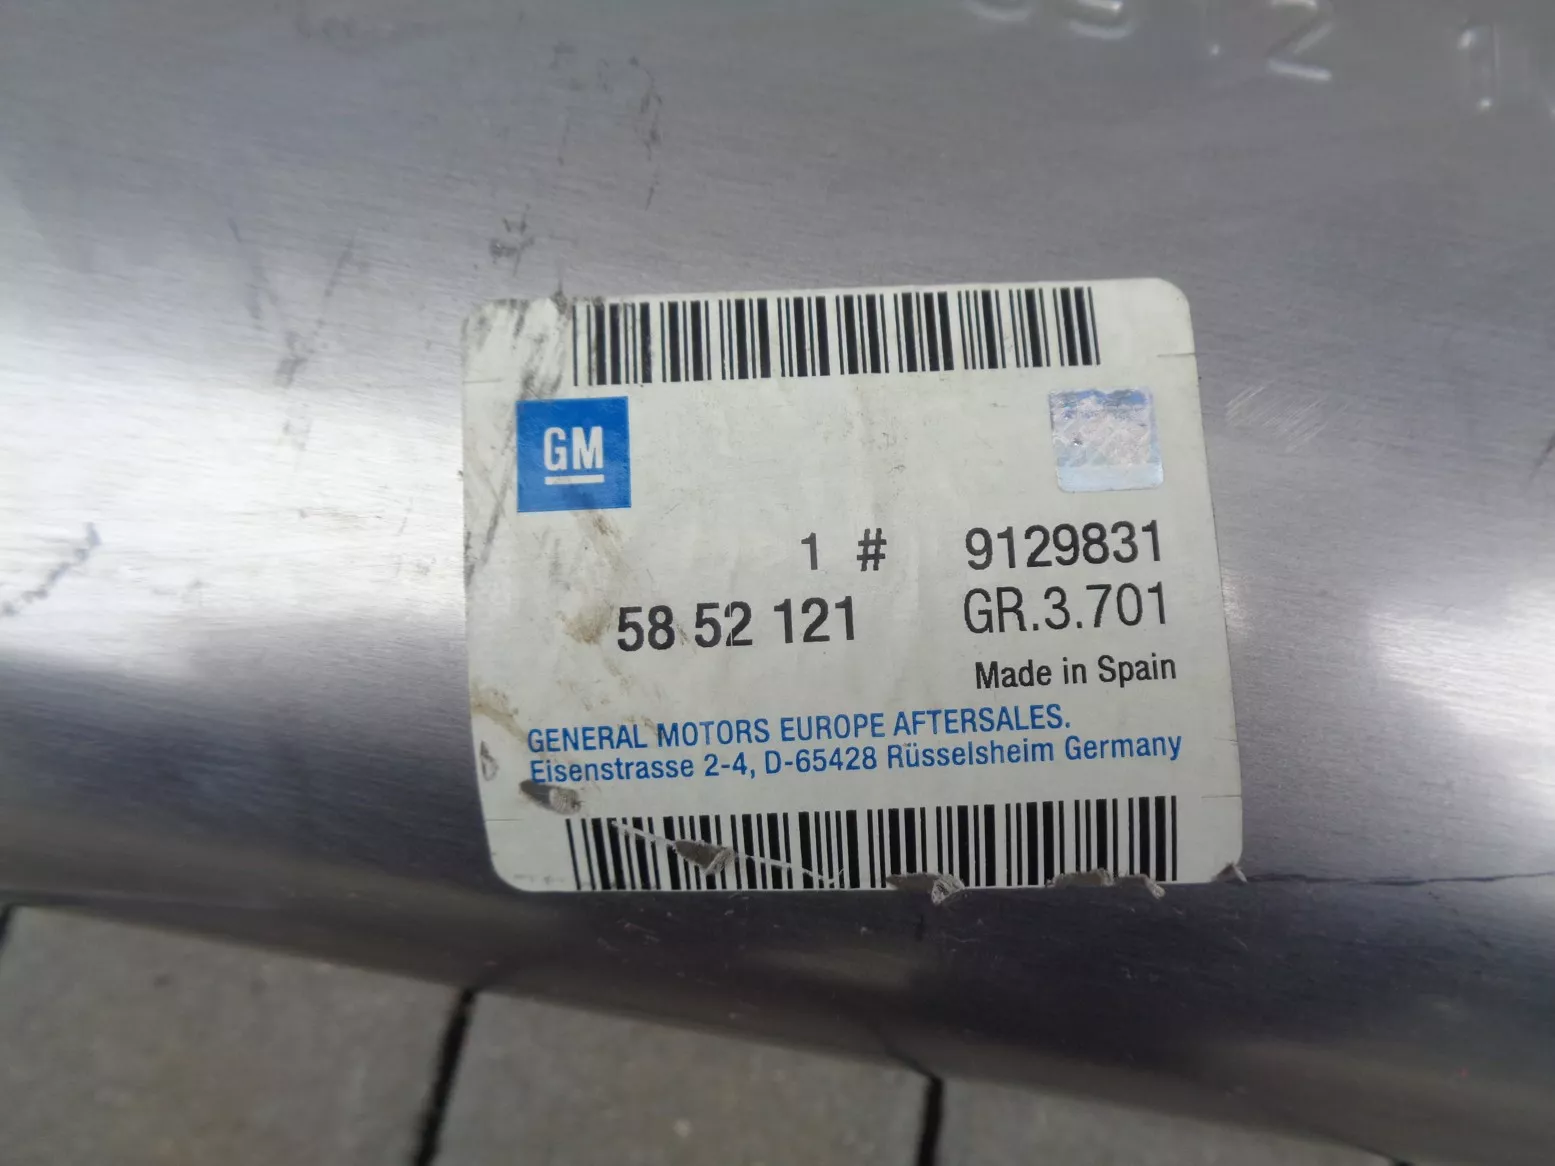 GM
1 # 9129831
58 52 121 GR.3.701
Made in Spain
GENERAL MOTORS EUROPE AFTERSALES.
Eisenstrasse 2-4, D-65428 Rüsselsheim Germany